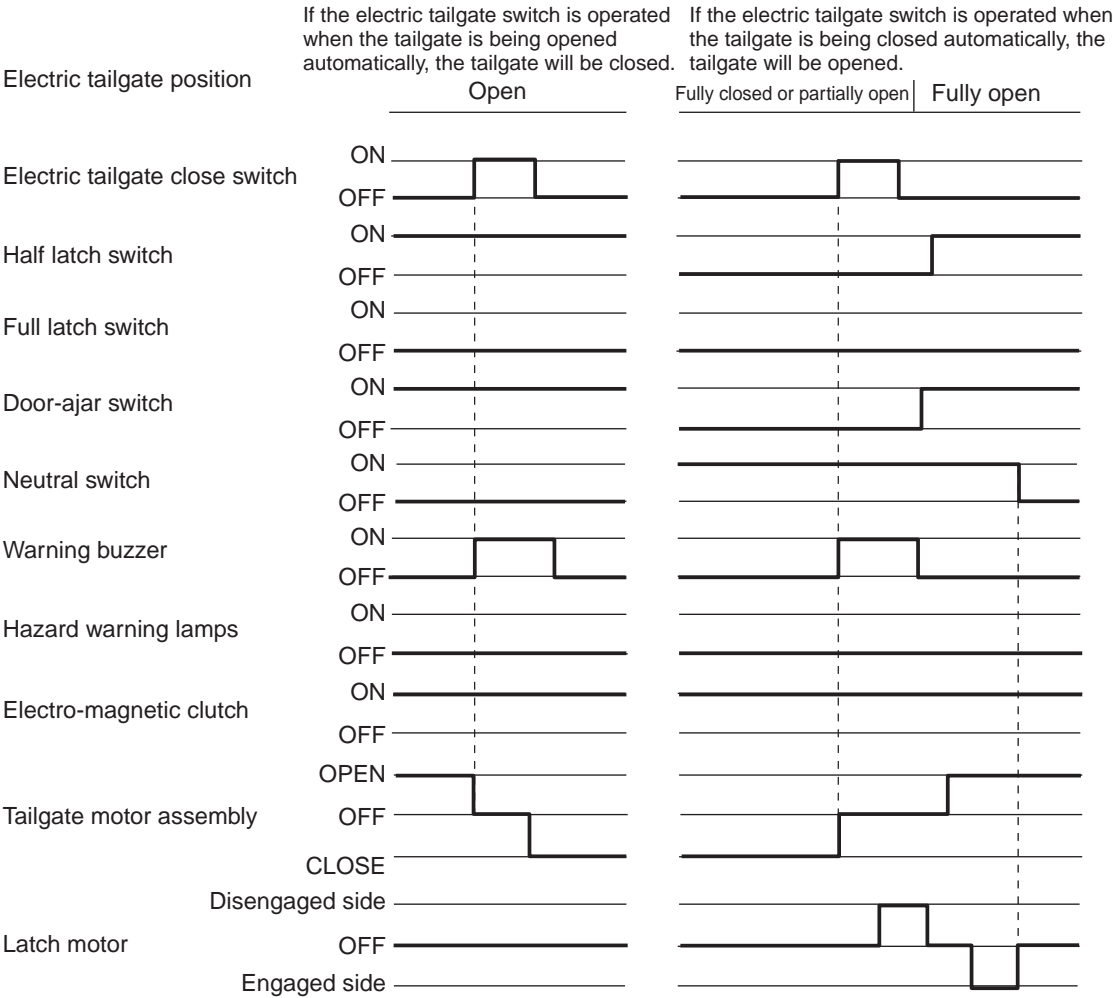 If the electric tailgate switch is operated
when the tailgate is being opened
automatically, the tailgate will be closed.
If the electric tailgate switch is operated when
the tailgate is being closed automatically, the
tailgate will be opened.
Electric tailgate position
Open
Fully closed or partially open
Fully open
Electric tailgate close switch
ON
OFF
Half latch switch
ON
OFF
Full latch switch
ON
OFF
Door-ajar switch
ON
OFF
Neutral switch
ON
OFF
Warning buzzer
ON
OFF
Hazard warning lamps
ON
OFF
Electro-magnetic clutch
ON
OFF
Tailgate motor assembly
OPEN
OFF
CLOSE
Latch motor
Disengaged side
OFF
Engaged side